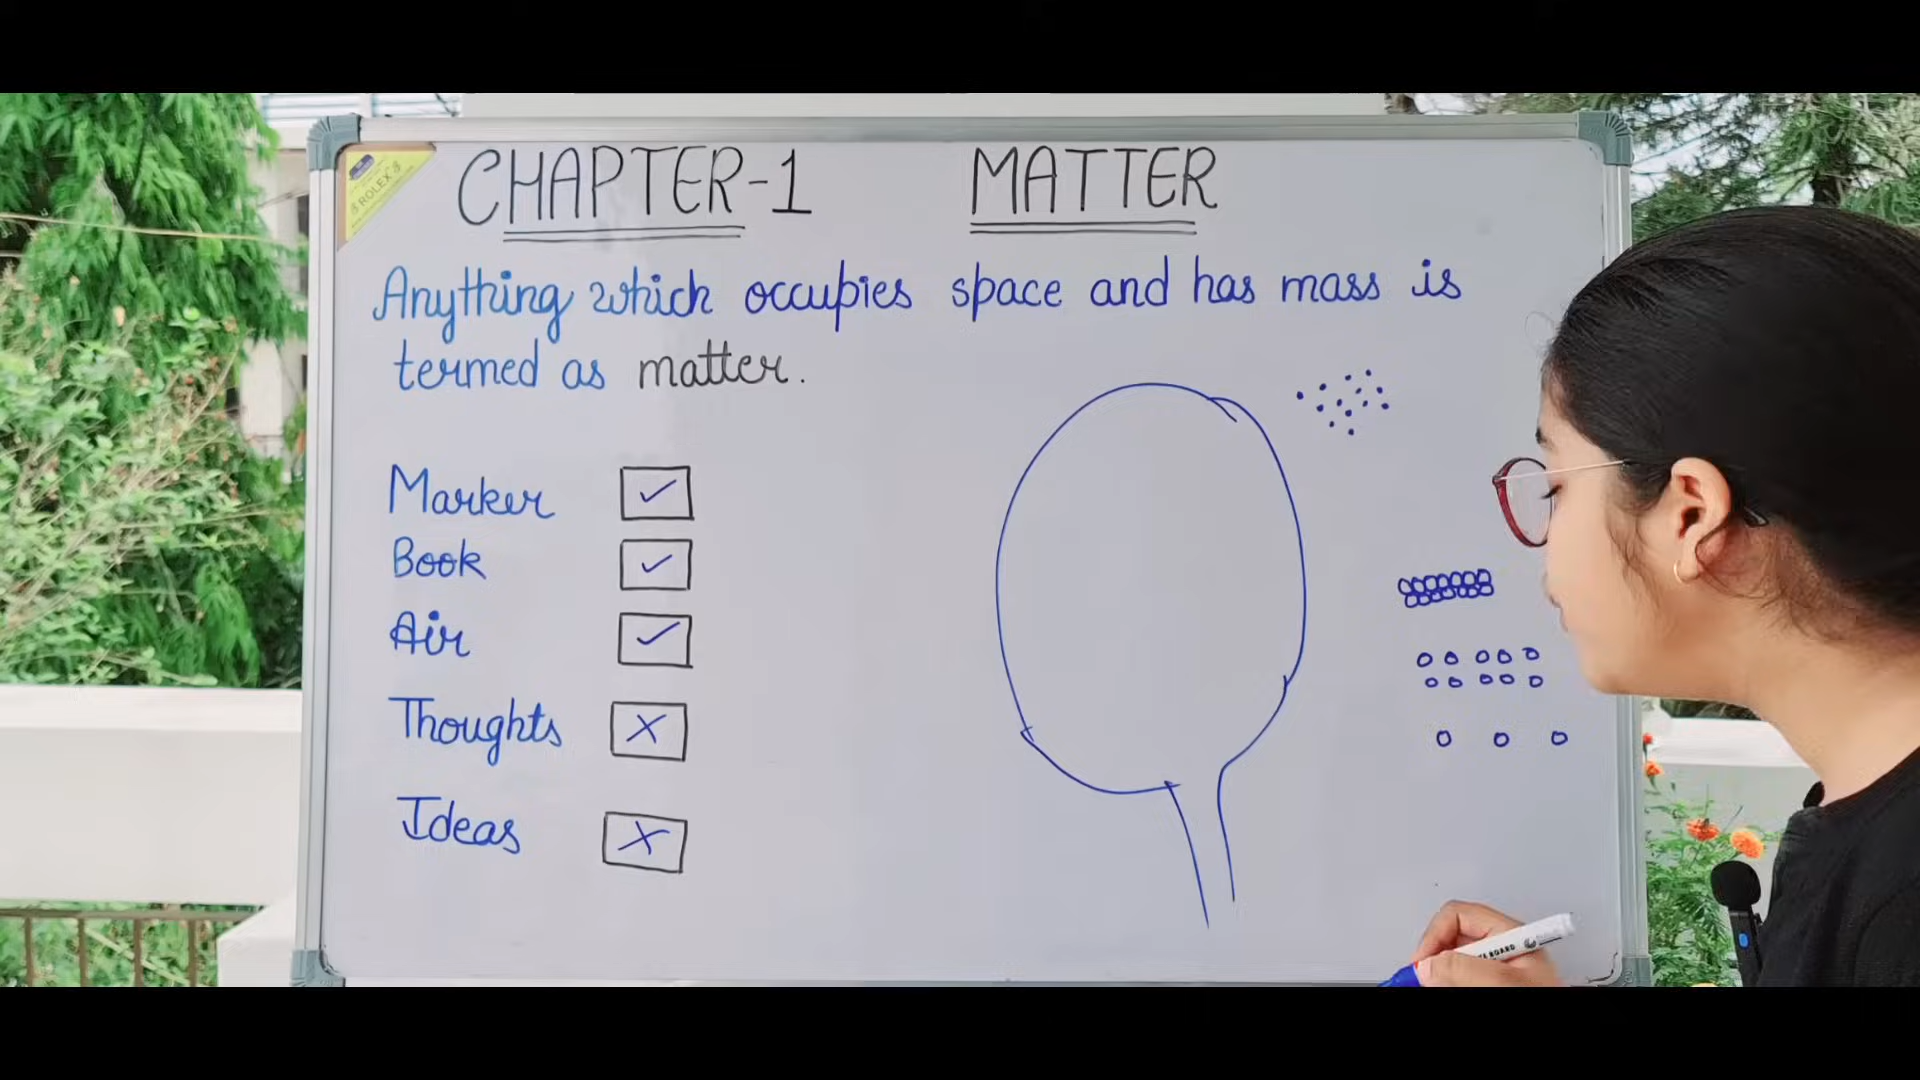 CHAPTER-1 MATTER
ROLEX
Anything which occupies space and has mass is
termed as matter.
Marker
Book
Air
Thoughts
Ideas